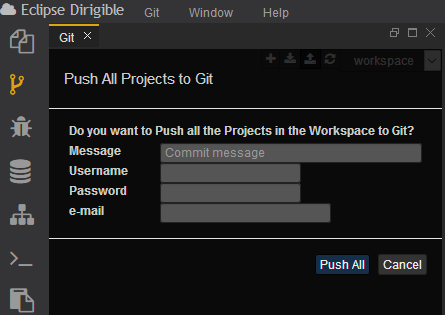 Eclipse Dirigible Git Window Help
Git
workspace
Push All Projects to Git
Do you want to Push all the Projects in the Workspace to Git?
Message Commit message
Username
Password
e-mail
Push All Cancel